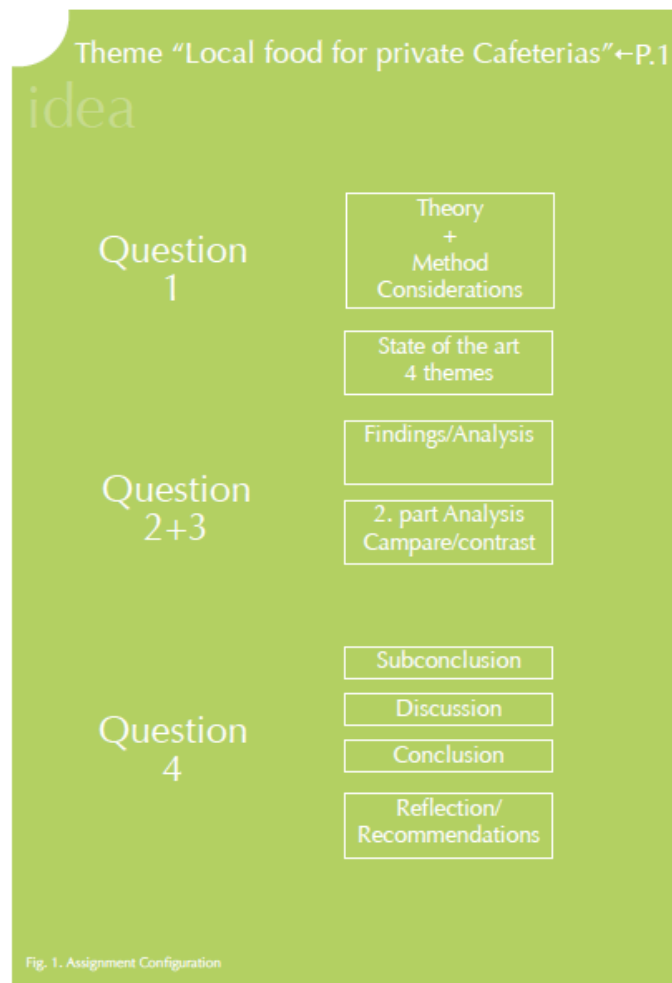 Theme “Local food for private Cafeterias”←P.1
idea
Question
1
Theory
+
Method
Considerations
State of the art
4 themes
Question
2+3
Findings/Analysis
2. part Analysis
Campare/contrast
Question
4
Subconclusion
Discussion
Conclusion
Reflection/
Recommendations
Fig. 1. Assignment Configuration